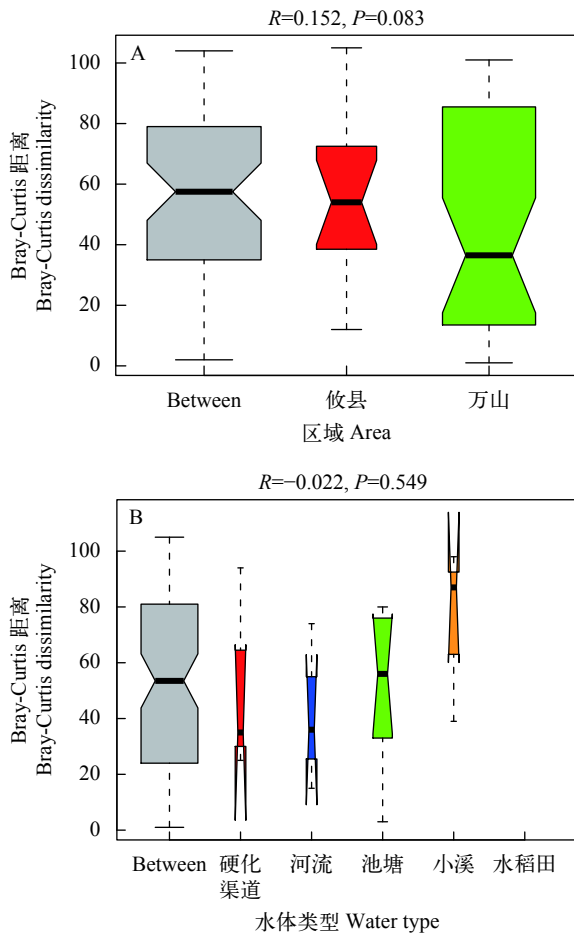 R=0.152, P=0.083
A
100
80
60
40
20
0
Bray-Curtis 距离
Bray-Curtis dissimilarity
Between 攸县 万山
区域 Area
R=−0.022, P=0.549
B
100
80
60
40
20
0
Bray-Curtis 距离
Bray-Curtis dissimilarity
Between 硬化 河流 池塘 小溪 水稻田
渠道
水体类型 Water type